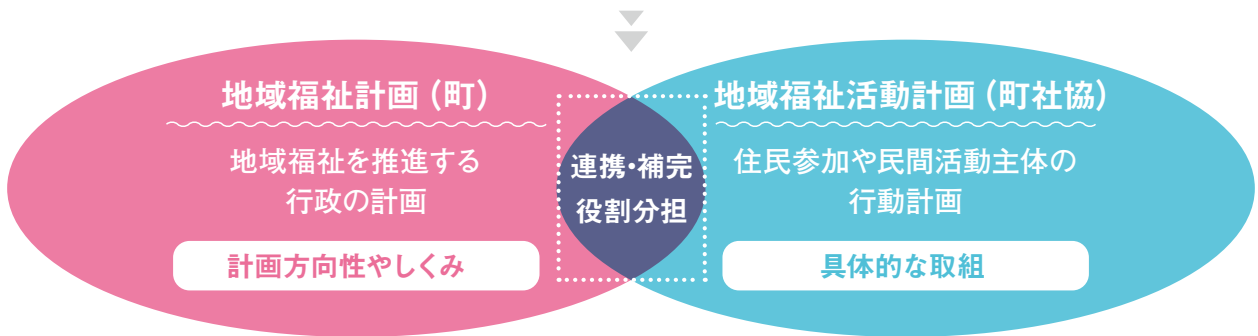 地域福祉計画（町）
地域福祉を推進する
行政の計画
計画方向性やしくみ
連携・補完
役割分担
地域福祉活動計画（町社協）
住民参加や民間活動主体の
行動計画
具体的な取組